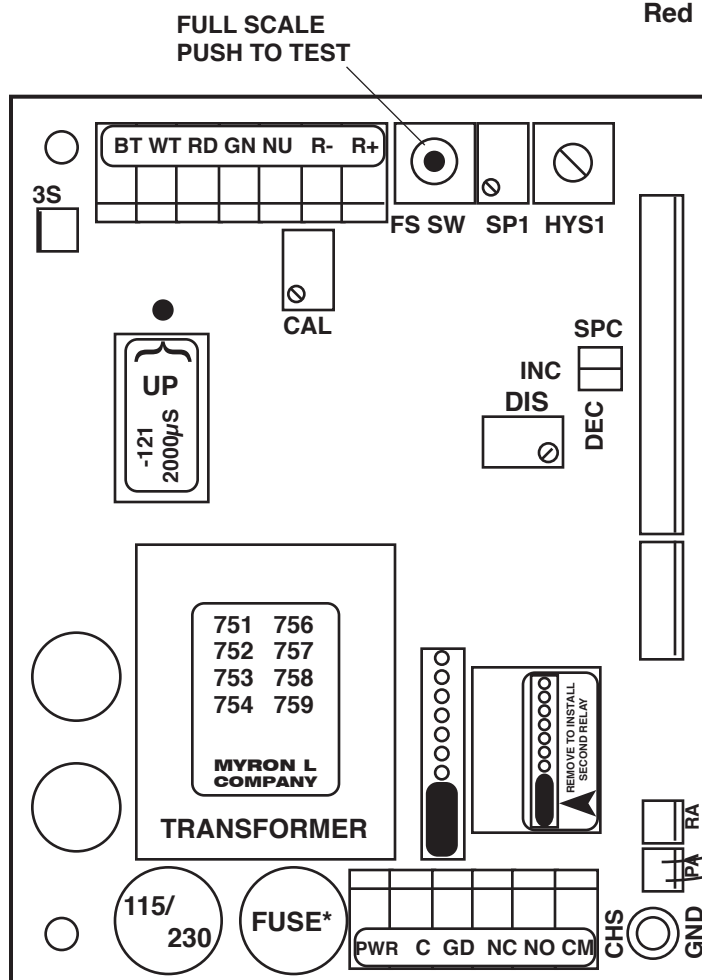 Red
FULL SCALE
PUSH TO TEST
BT WT RD GN NU R- R+
3S
FS SW SP1 HYS1
CAL
SPC
INC
DIS
DEC
UP
-121
2000µS
751 756
752 757
753 758
754 759
MYRON L
COMPANY
TRANSFORMER
REMOVE TO INSTALL
SECOND RELAY
RA
PA
115/
230
FUSE*
PWR C GD NC NO CM
CHS
GND